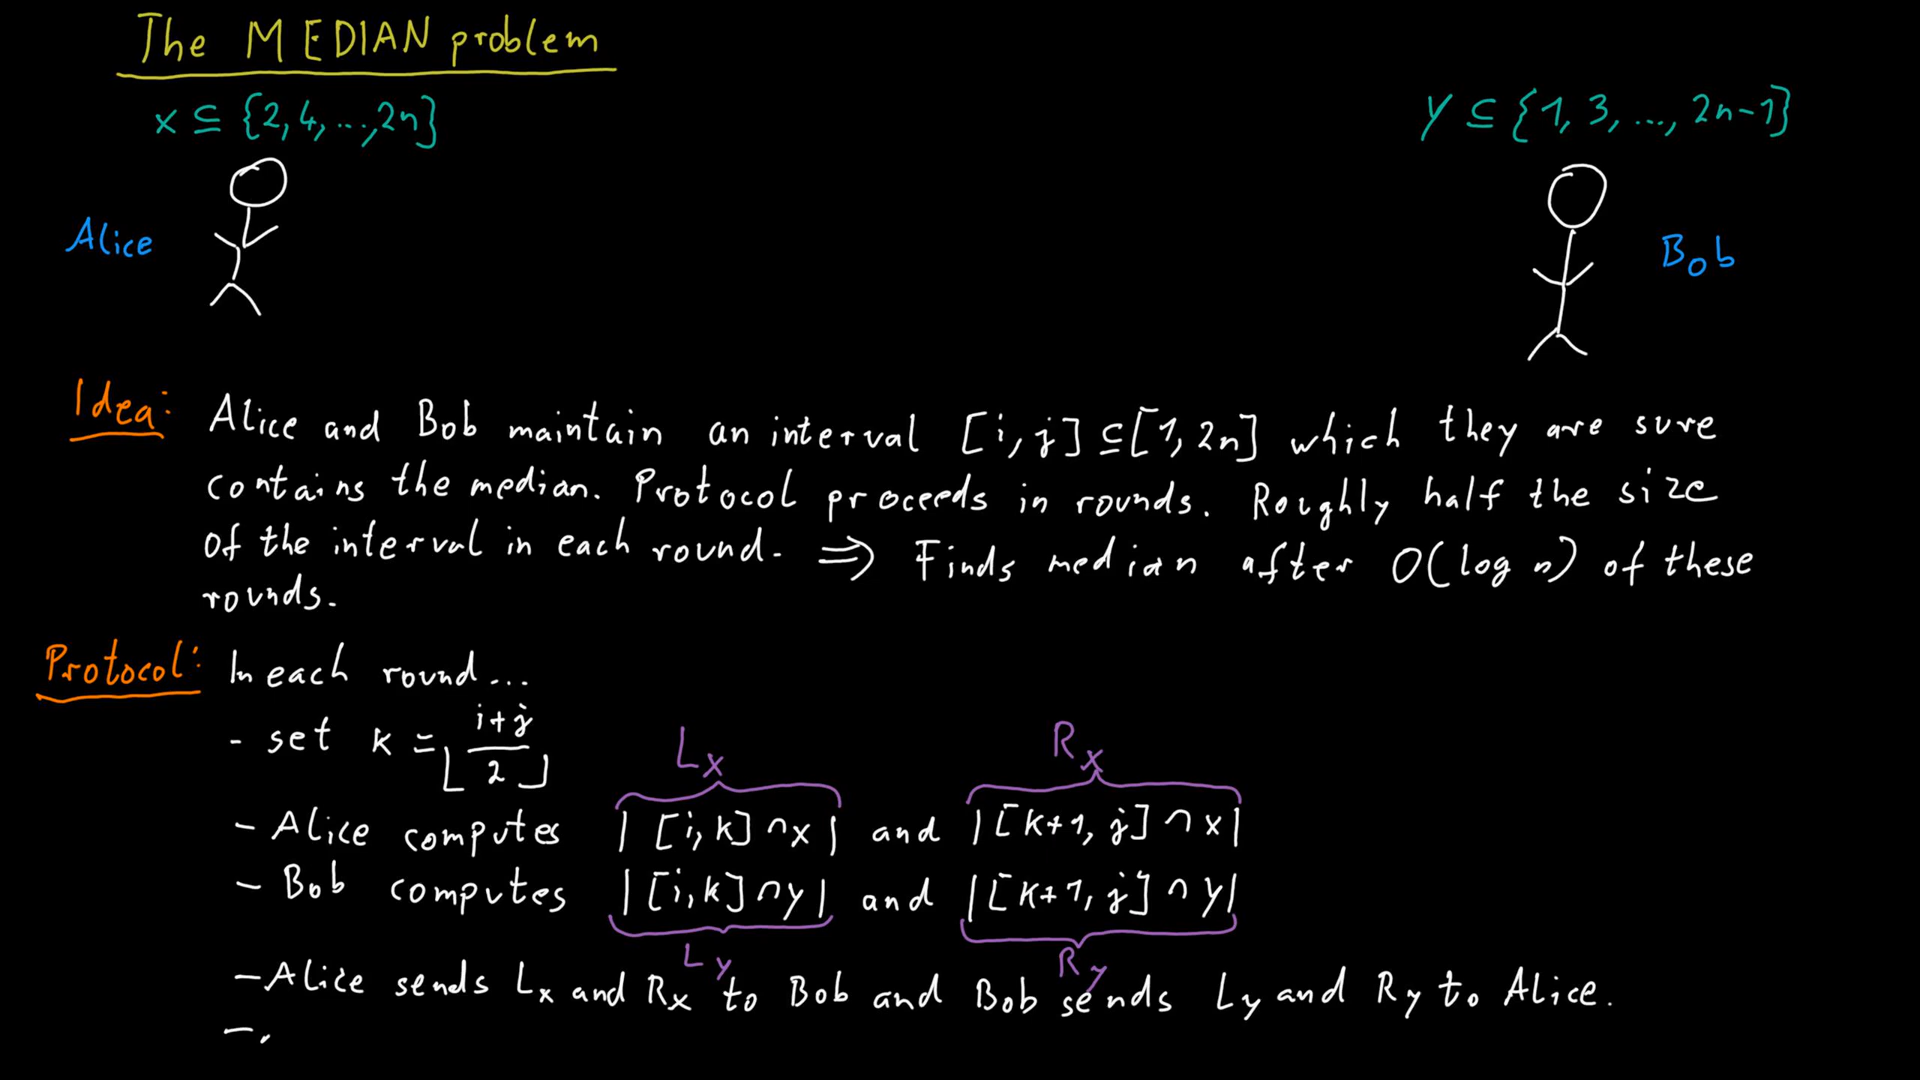 The MEDIAN problem
x ⊆ {2, 4, ..., 2n}
y ⊆ {1, 3, ..., 2n-1}
Alice
Bob
Idea: Alice and Bob maintain an interval [i, j] ⊆ [1, 2n] which they are sure
contains the median. Protocol proceeds in rounds. Roughly half the size
of the interval in each round. ⇒ Finds median after O(log n) of these
rounds.
Protocol: In each round...
- set k = ⌊(i+j)/2⌋
Lx Rx
- Alice computes |[i, k] ∩ x| and |[k+1, j] ∩ x|
- Bob computes |[i, k] ∩ y| and |[k+1, j] ∩ y|
Ly Ry
- Alice sends Lx and Rx to Bob and Bob sends Ly and Ry to Alice.
-